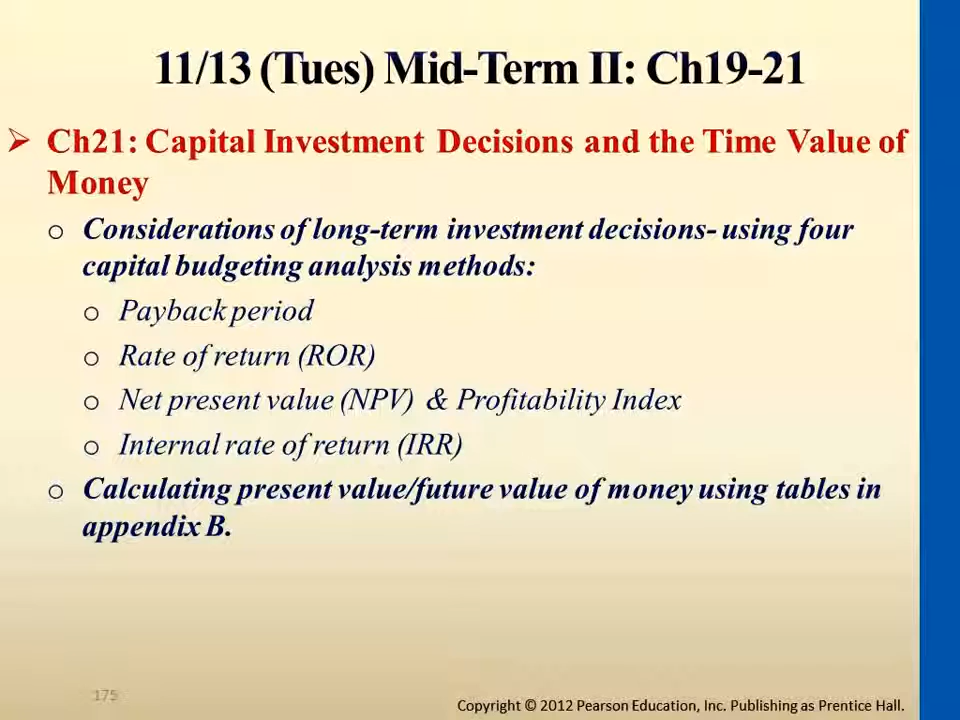 11/13 (Tues) Mid-Term II: Ch19-21
Ch21: Capital Investment Decisions and the Time Value of
Money
Considerations of long-term investment decisions- using four
capital budgeting analysis methods:
Payback period
Rate of return (ROR)
Net present value (NPV) & Profitability Index
Internal rate of return (IRR)
Calculating present value/future value of money using tables in
appendix B.
175
Copyright © 2012 Pearson Education, Inc. Publishing as Prentice Hall.